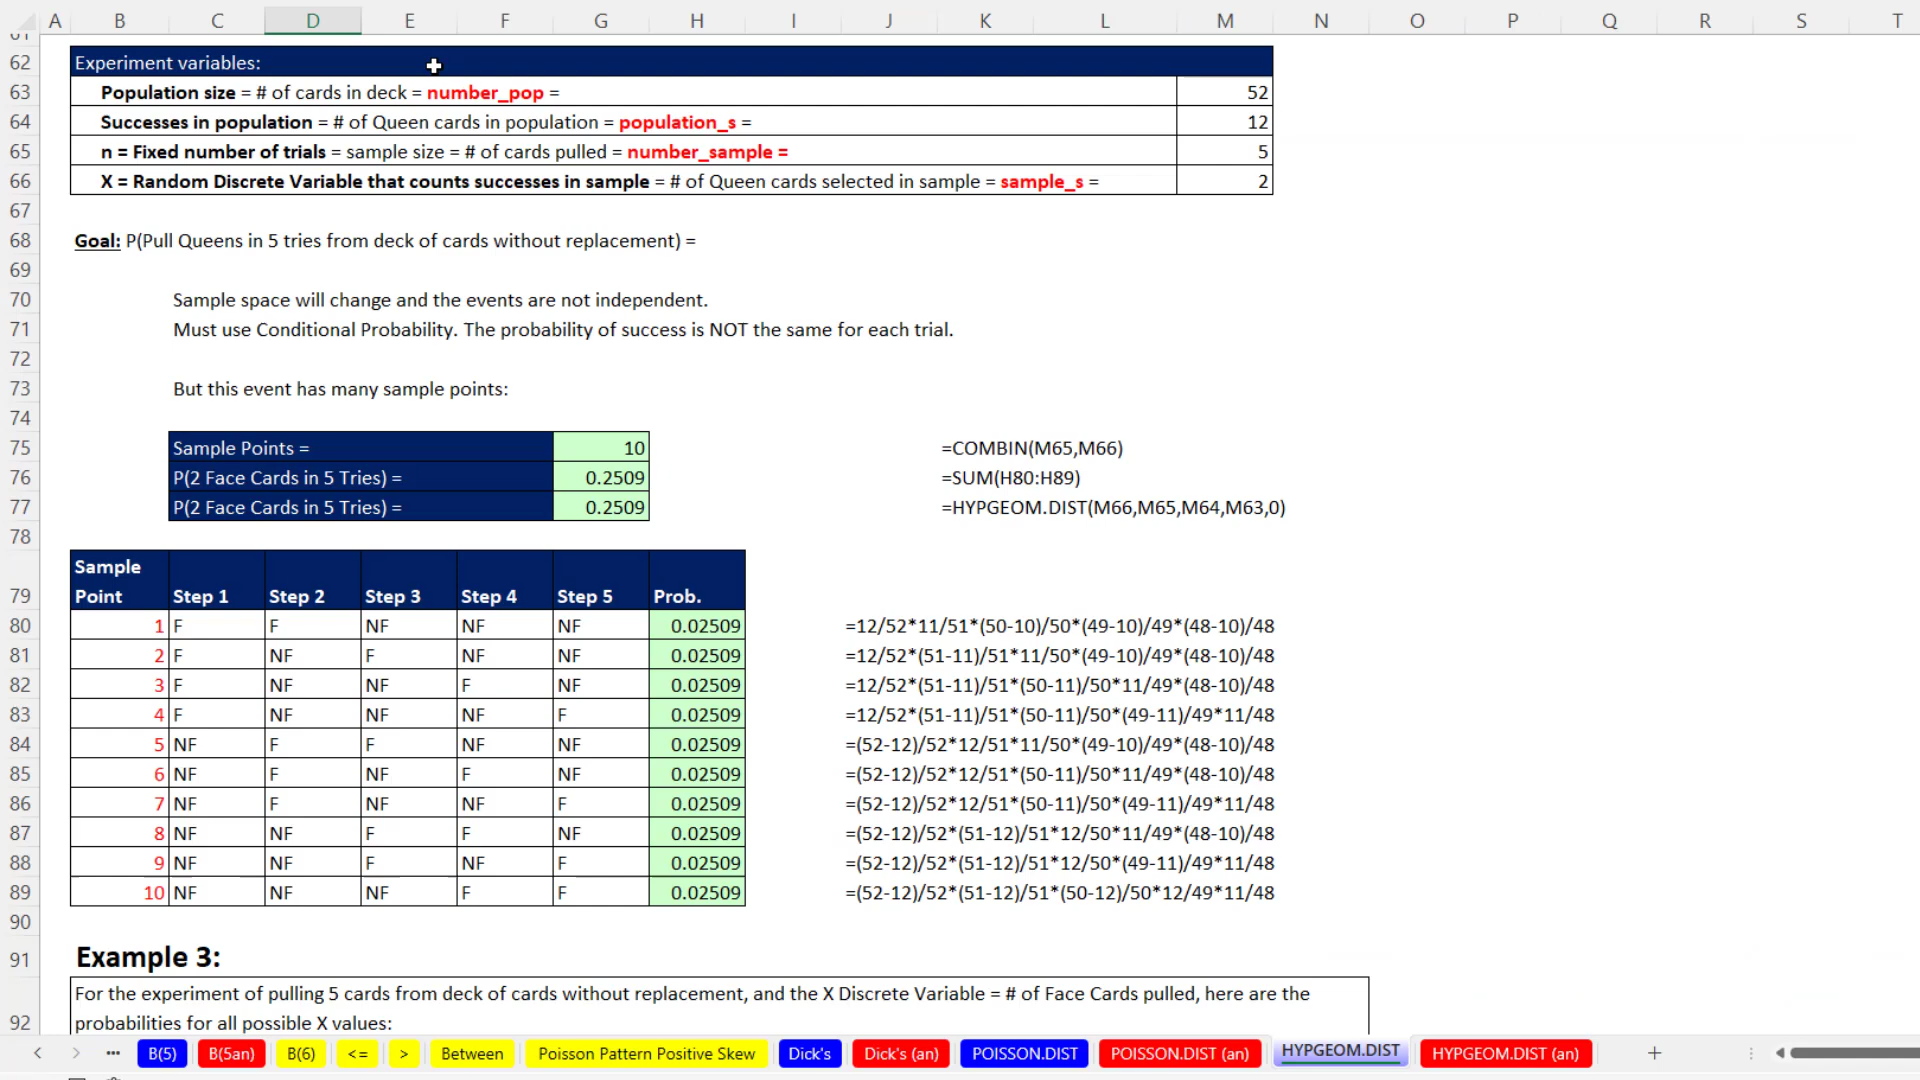 A B C D E F G H I J K L M N O P Q R S T
61
62 Experiment variables:
63 Population size = # of cards in deck = number_pop = 52
64 Successes in population = # of Queen cards in population = population_s = 12
65 n = Fixed number of trials = sample size = # of cards pulled = number_sample = 5
66 X = Random Discrete Variable that counts successes in sample = # of Queen cards selected in sample = sample_s = 2
67
68 Goal: P(Pull Queens in 5 tries from deck of cards without replacement) =
69
70 Sample space will change and the events are not independent.
71 Must use Conditional Probability. The probability of success is NOT the same for each trial.
72
73 But this event has many sample points:
74
75 Sample Points = 10 =COMBIN(M65,M66)
76 P(2 Face Cards in 5 Tries) = 0.2509 =SUM(H80:H89)
77 P(2 Face Cards in 5 Tries) = 0.2509 =HYPGEOM.DIST(M66,M65,M64,M63,0)
78
Sample
79 Point Step 1 Step 2 Step 3 Step 4 Step 5 Prob.
80 1 F F NF NF NF 0.02509 =12/52*11/51*(50-10)/50*(49-10)/49*(48-10)/48
81 2 F NF F NF NF 0.02509 =12/52*(51-11)/51*11/50*(49-10)/49*(48-10)/48
82 3 F NF NF F NF 0.02509 =12/52*(51-11)/51*(50-11)/50*11/49*(48-10)/48
83 4 F NF NF NF F 0.02509 =12/52*(51-11)/51*(50-11)/50*(49-11)/49*11/48
84 5 NF F F NF NF 0.02509 =(52-12)/52*12/51*11/50*(49-10)/49*(48-10)/48
85 6 NF F NF F NF 0.02509 =(52-12)/52*12/51*(50-11)/50*11/49*(48-10)/48
86 7 NF F NF NF F 0.02509 =(52-12)/52*12/51*(50-11)/50*(49-11)/49*11/48
87 8 NF NF F F NF 0.02509 =(52-12)/52*(51-12)/51*12/50*11/49*(48-10)/48
88 9 NF NF F NF F 0.02509 =(52-12)/52*(51-12)/51*12/50*(49-11)/49*11/48
89 10 NF NF NF F F 0.02509 =(52-12)/52*(51-12)/51*(50-12)/50*12/49*11/48
90
91 Example 3:
For the experiment of pulling 5 cards from deck of cards without replacement, and the X Discrete Variable = # of Face Cards pulled, here are the
92 probabilities for all possible X values:
B(5) B(5an) B(6) <= > Between Poisson Pattern Positive Skew Dick's Dick's (an) POISSON.DIST POISSON.DIST (an) HYPGEOM.DIST HYPGEOM.DIST (an)